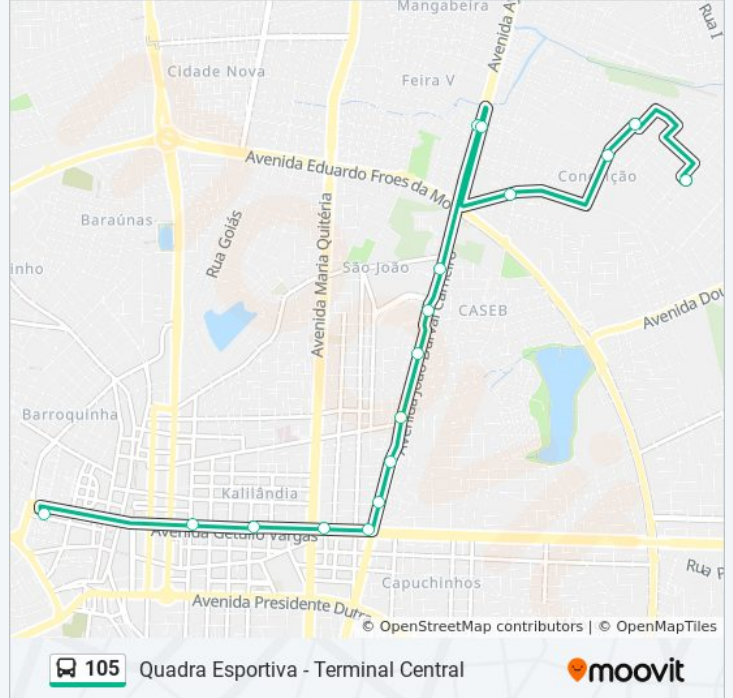 Mangabeira
Avenida A
Rua I
Cidade Nova
Feira V
Avenida Eduardo Froes da Mo
Conceição
Baraúnas
Rua Goiás
Avenida Maria Quitéria
inho
São João
Avenida João Durval Carneiro
CASEB
Avenida Dou
Barroquinha
Kalilândia
Avenida Getúlio Vargas
Rua P
Capuchinhos
Avenida Presidente Dutra
© OpenStreetMap contributors | © OpenMapTiles
105 Quadra Esportiva - Terminal Central
moovit